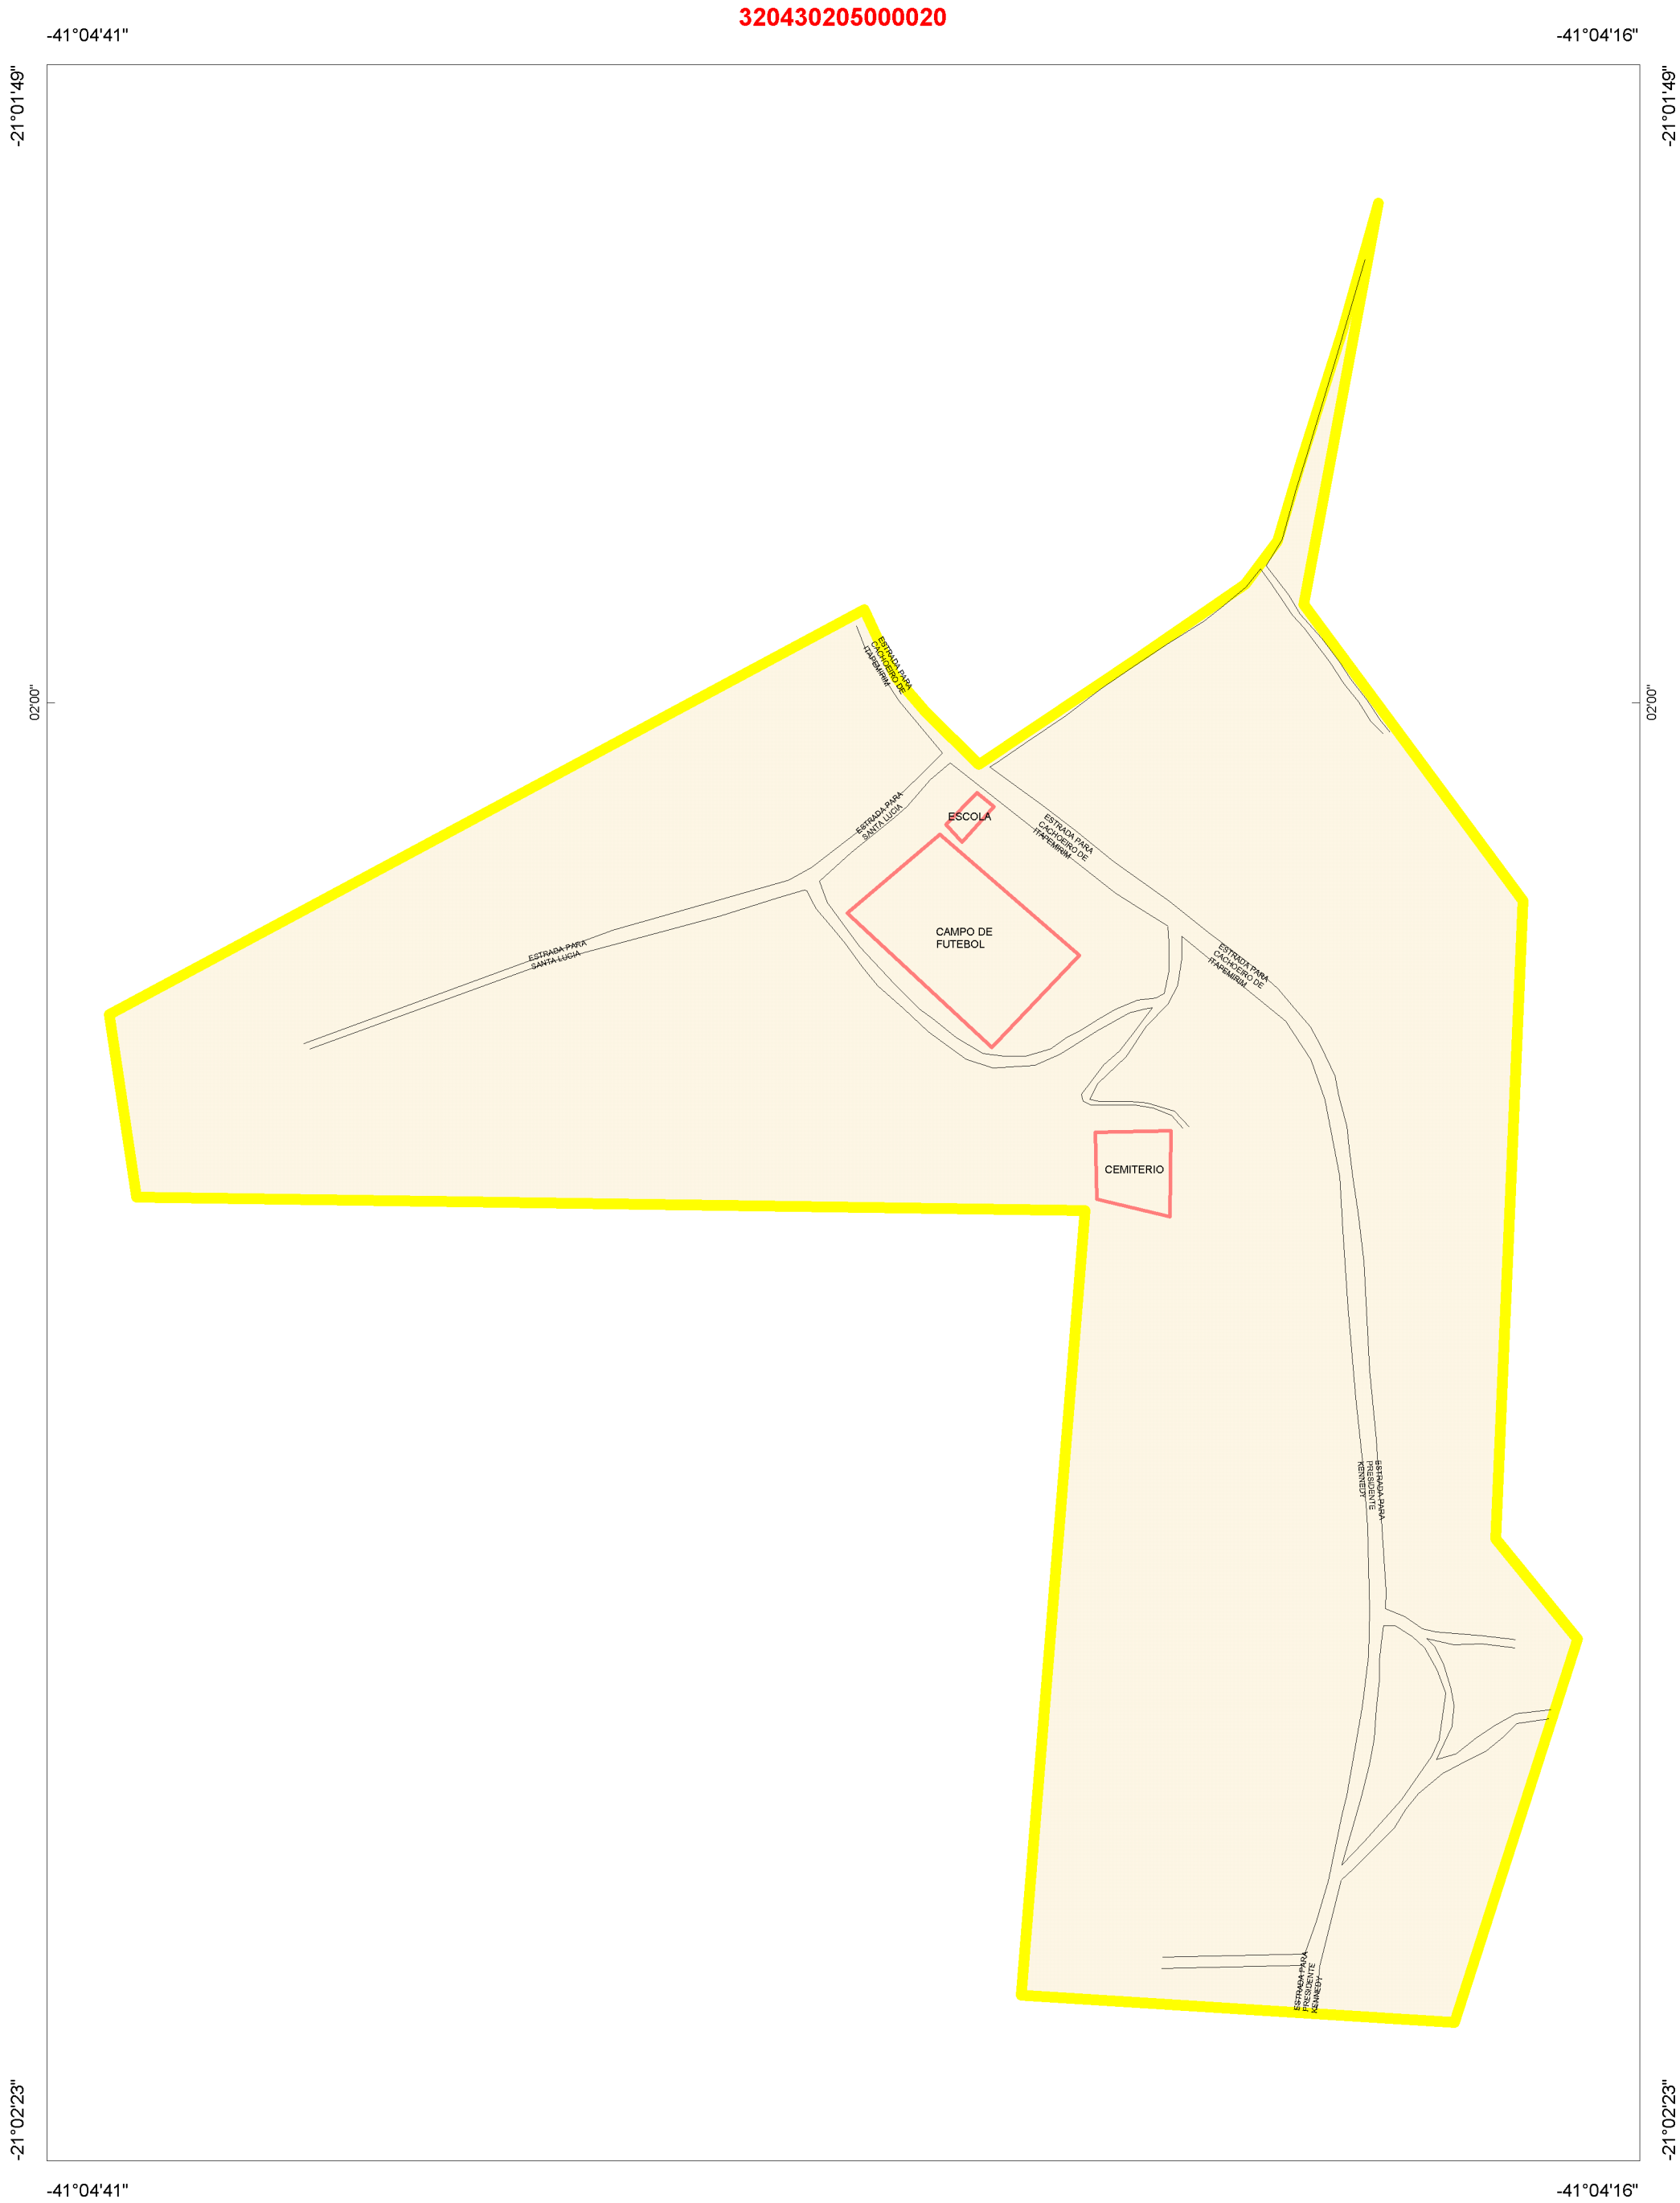 320430205000020
-41°04'41"
-41°04'16"
-21°01'49"
-21°01'49"
ESTRADA PARA
CACHOEIRO DE
ITAPEMIRIM
02'00"
02'00"
ESTRADA PARA
SANTA LUCIA
ESCOLA
ESTRADA PARA
CACHOEIRO DE
ITAPEMIRIM
CAMPO DE
FUTEBOL
ESTRADA PARA
SANTA LUCIA
ESTRADA PARA
CACHOEIRO DE
ITAPEMIRIM
CEMITERIO
ESTRADA PARA
PRESIDENTE
KENNEDY
ESTRADA PARA
PRESIDENTE
KENNEDY
-21°02'23"
-21°02'23"
-41°04'41"
-41°04'16"